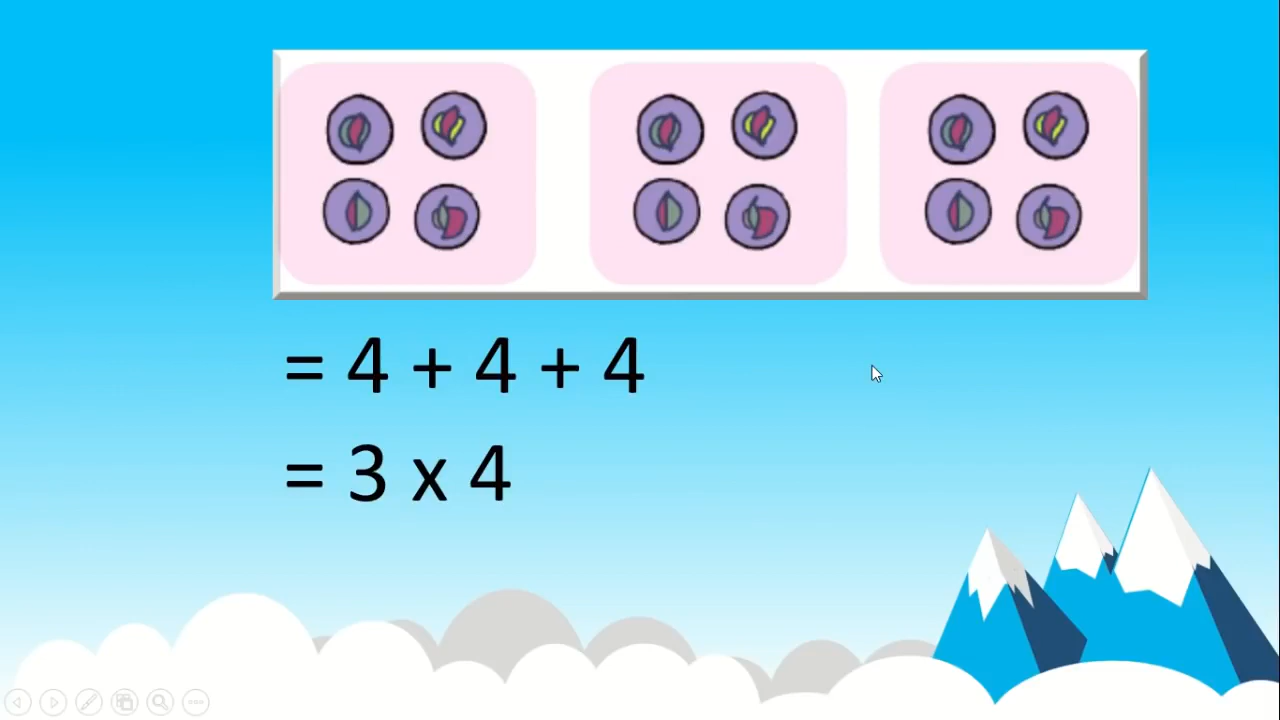 = 4 + 4 + 4
= 3 x 4